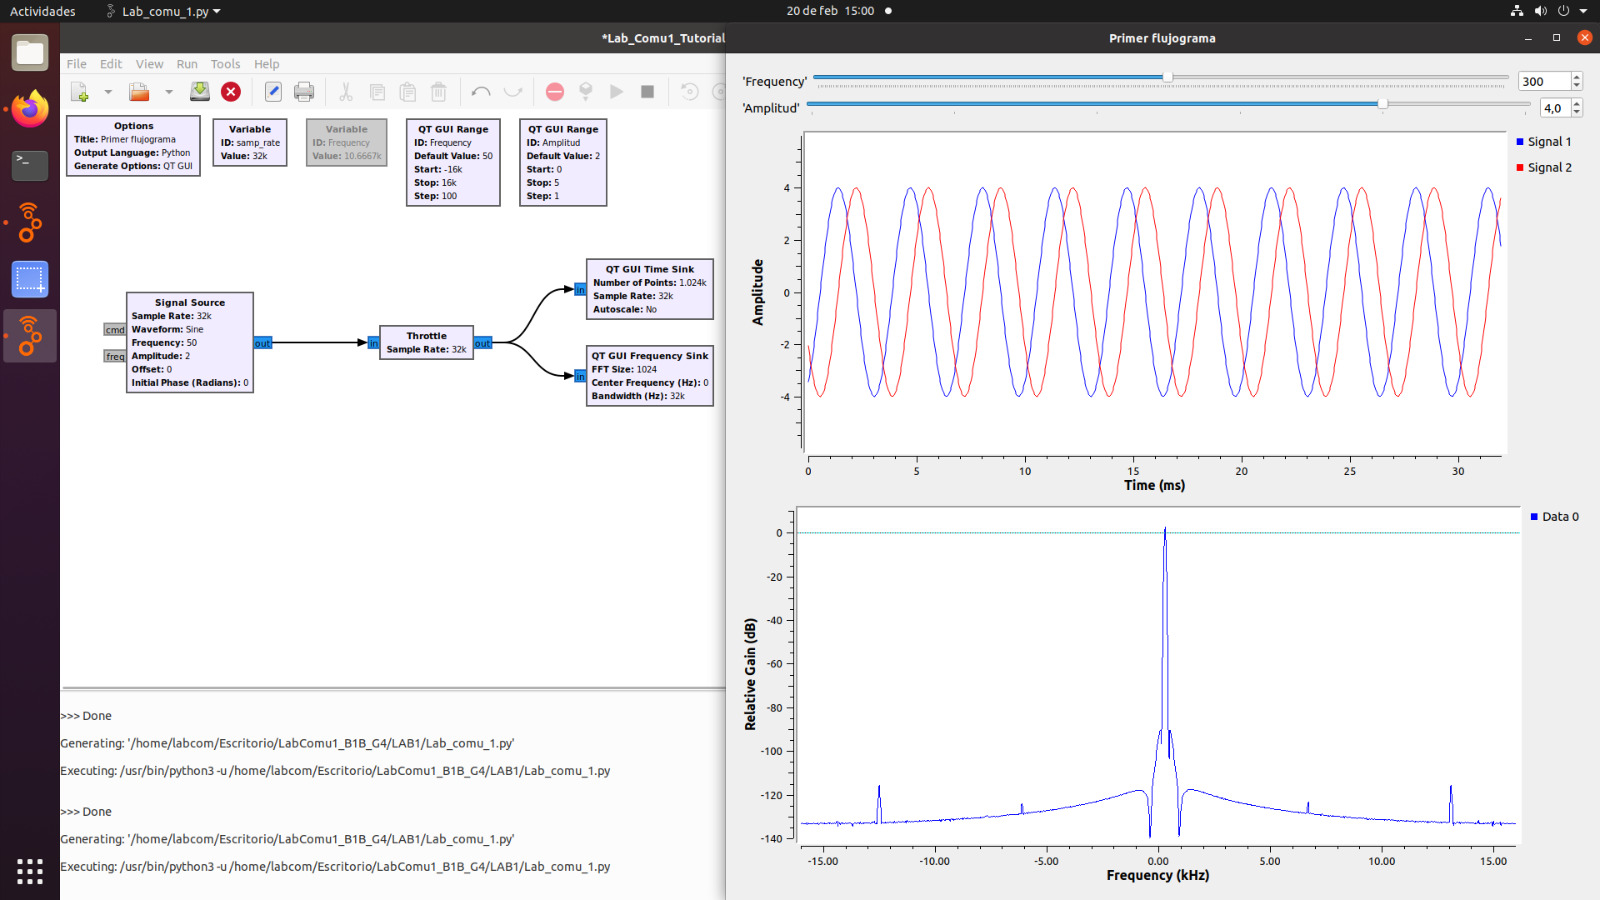 Actividades
Lab_comu_1.py
20 de feb 15:00
*Lab_Comu1_Tutorial
Primer flujograma
File Edit View Run Tools Help
Options
Title: Primer flujograma
Output Language: Python
Generate Options: QT GUI
Variable
ID: samp_rate
Value: 32k
Variable
ID: Frequency
Value: 10.6667k
QT GUI Range
ID: Frequency
Default Value: 50
Start: -16k
Stop: 16k
Step: 100
QT GUI Range
ID: Amplitud
Default Value: 2
Start: 0
Stop: 5
Step: 1
Signal Source
Sample Rate: 32k
Waveform: Sine
Frequency: 50
Amplitude: 2
Offset: 0
Initial Phase (Radians): 0
cmd
freq
out
in
Throttle
Sample Rate: 32k
out
in
QT GUI Time Sink
Number of Points: 1.024k
Sample Rate: 32k
Autoscale: No
in
QT GUI Frequency Sink
FFT Size: 1024
Center Frequency (Hz): 0
Bandwidth (Hz): 32k
>>> Done
Generating: '/home/labcom/Escritorio/LabComu1_B1B_G4/LAB1/Lab_comu_1.py'
Executing: /usr/bin/python3 -u /home/labcom/Escritorio/LabComu1_B1B_G4/LAB1/Lab_comu_1.py
>>> Done
Generating: '/home/labcom/Escritorio/LabComu1_B1B_G4/LAB1/Lab_comu_1.py'
Executing: /usr/bin/python3 -u /home/labcom/Escritorio/LabComu1_B1B_G4/LAB1/Lab_comu_1.py
'Frequency' 300
'Amplitud' 4,0
Signal 1
Signal 2
Amplitude
4
2
0
-2
-4
0 5 10 15 20 25 30
Time (ms)
Data 0
Relative Gain (dB)
0
-20
-40
-60
-80
-100
-120
-140
-15.00 -10.00 -5.00 0.00 5.00 10.00 15.00
Frequency (kHz)